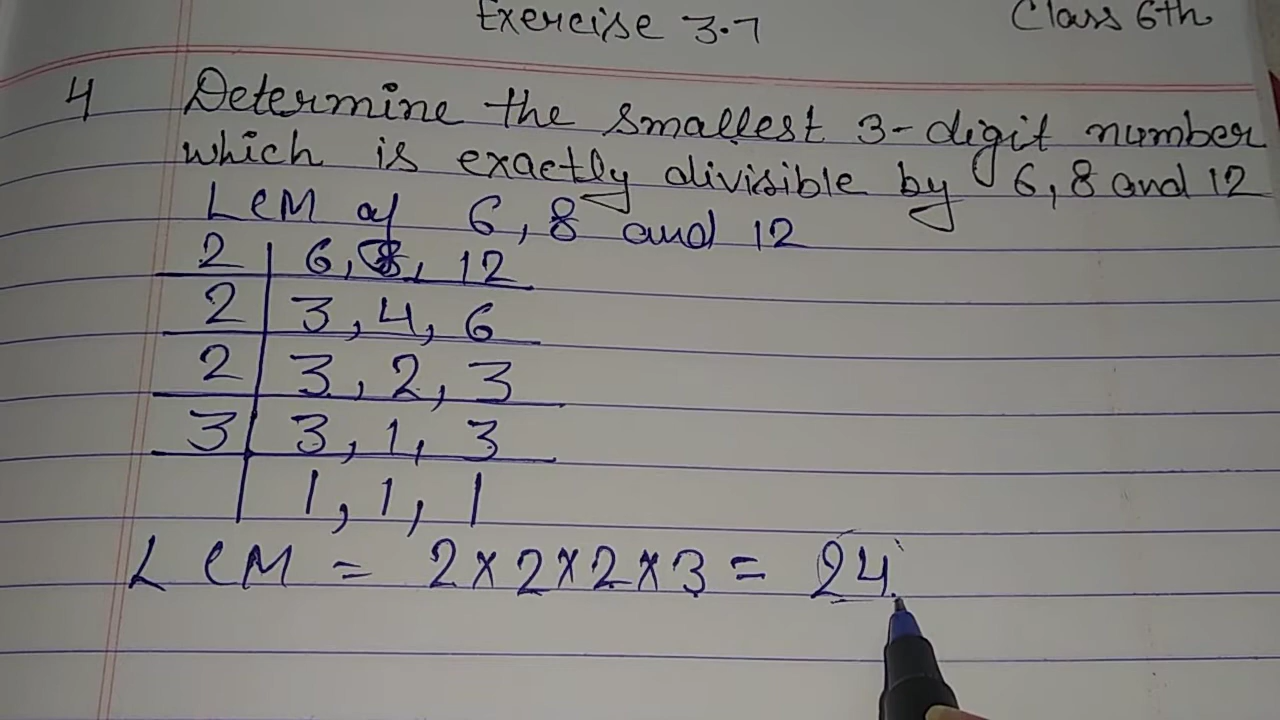 Exercise 3.7 Class 6th
4 Determine the smallest 3-digit number
which is exactly divisible by 6, 8 and 12
LCM of 6, 8 and 12
2 | 6, 8, 12
2 | 3, 4, 6
2 | 3, 2, 3
3 | 3, 1, 3
| 1, 1, 1
LCM = 2×2×2×3 = 24